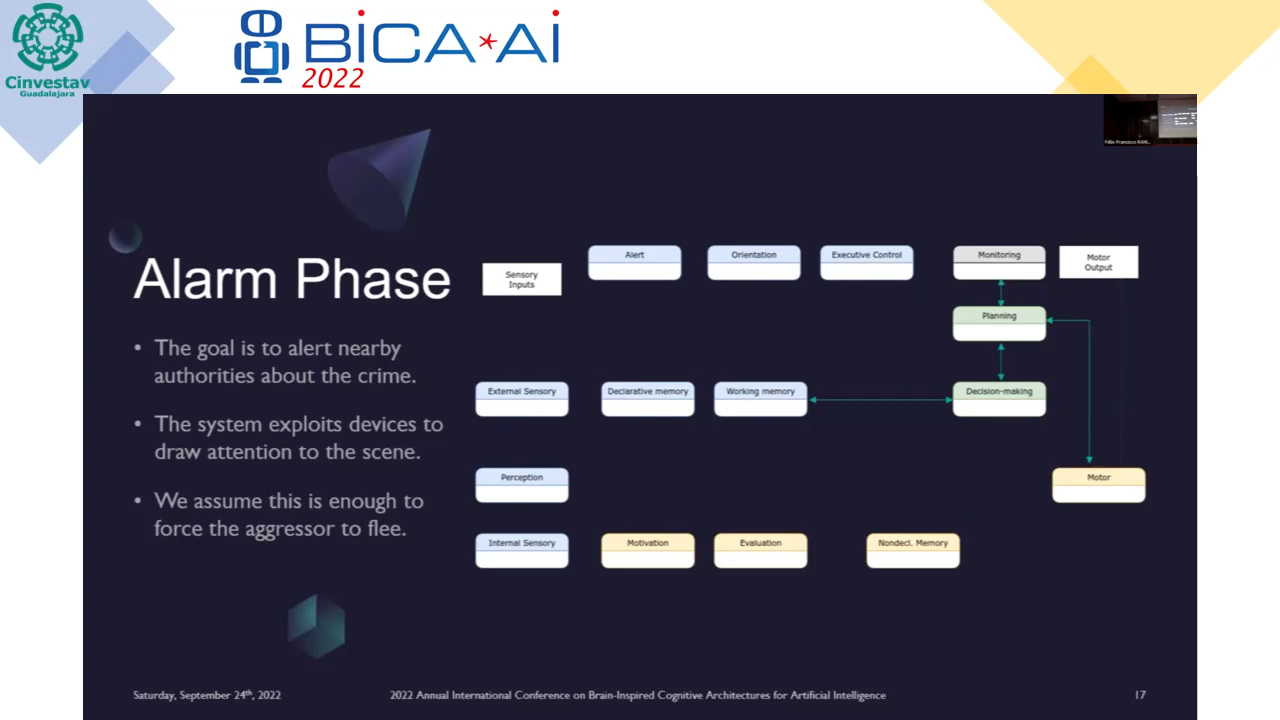 Cinvestav
Guadalajara
BiCA*Ai
2022
Alarm Phase
• The goal is to alert nearby
authorities about the crime.
• The system exploits devices to
draw attention to the scene.
• We assume this is enough to
force the aggressor to flee.
Sensory
Inputs
Alert
Orientation
Executive Control
Monitoring
Motor
Output
Planning
External Sensory
Declarative memory
Working memory
Decision-making
Perception
Motor
Internal Sensory
Motivation
Evaluation
Nondecl. Memory
Saturday, September 24th, 2022
2022 Annual International Conference on Brain-Inspired Cognitive Architectures for Artificial Intelligence
17